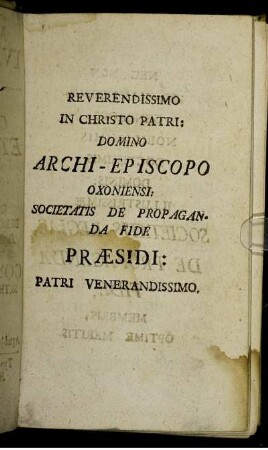 REVERENDISSIMO
IN CHRISTO PATRI:
DOMINO
ARCHI-EPISCOPO
OXONIENSI:
SOCIETATIS DE PROPAGAN-
DA FIDE
PRÆSIDI:
PATRI VENERANDISSIMO.